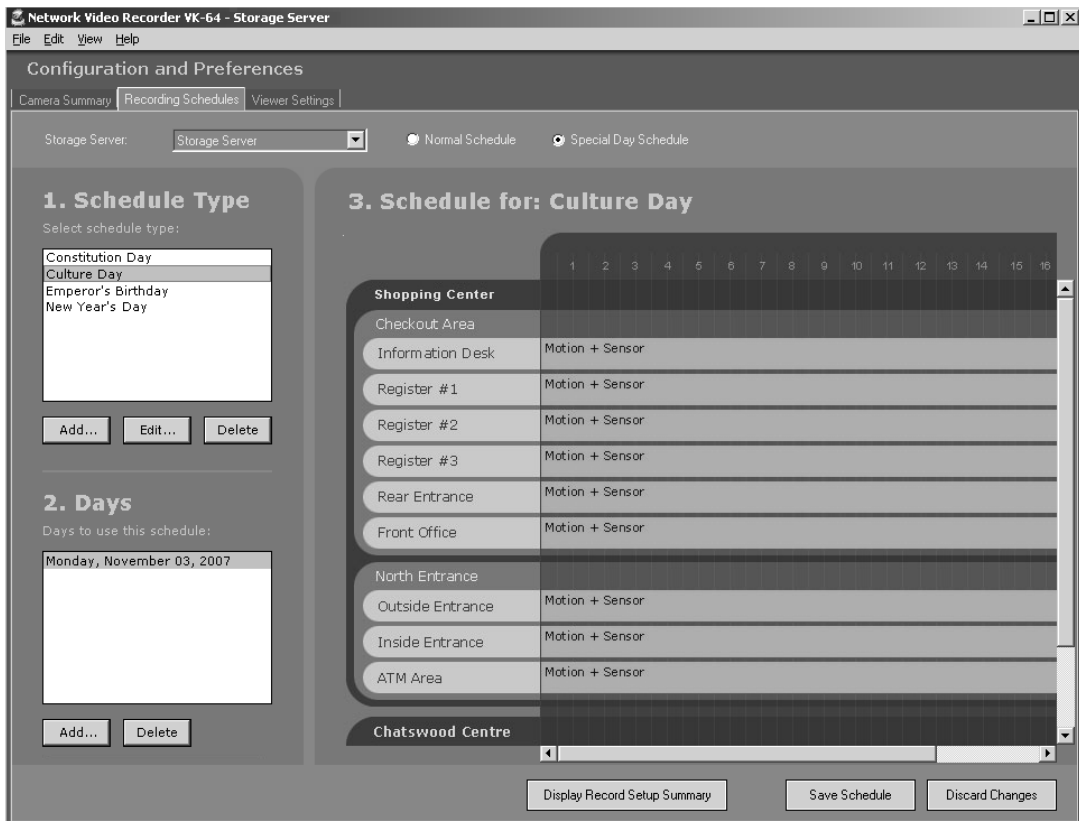 Network Video Recorder VK-64 - Storage Server
File Edit View Help
Configuration and Preferences
Camera Summary Recording Schedules Viewer Settings
Storage Server: Storage Server Normal Schedule Special Day Schedule
1. Schedule Type
Select schedule type:
Constitution Day
Culture Day
Emperor's Birthday
New Year's Day
Add... Edit... Delete
2. Days
Days to use this schedule:
Monday, November 03, 2007
Add... Delete
3. Schedule for: Culture Day
1 2 3 4 5 6 7 8 9 10 11 12 13 14 15 16
Shopping Center
Checkout Area
Information Desk Motion + Sensor
Register #1 Motion + Sensor
Register #2 Motion + Sensor
Register #3 Motion + Sensor
Rear Entrance Motion + Sensor
Front Office Motion + Sensor
North Entrance
Outside Entrance Motion + Sensor
Inside Entrance Motion + Sensor
ATM Area Motion + Sensor
Chatswood Centre
Display Record Setup Summary Save Schedule Discard Changes